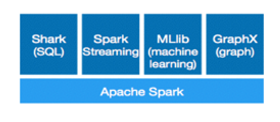 Shark
(SQL)
Spark
Streaming
MLlib
(machine
learning)
GraphX
(graph)
Apache Spark